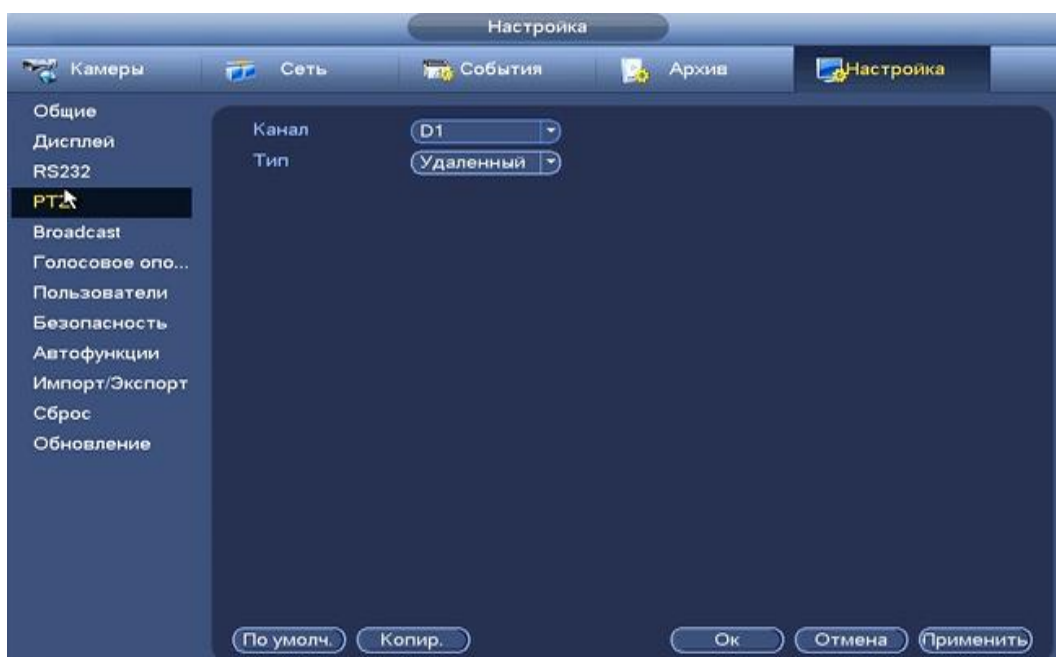 Настройка
Камеры
Сеть
События
Архив
Настройка
Общие
Дисплей
RS232
PTZ
Broadcast
Голосовое опо...
Пользователи
Безопасность
Автофункции
Импорт/Экспорт
Сброс
Обновление
Канал D1
Тип Удаленный
По умолч. Копир. Ок Отмена Применить